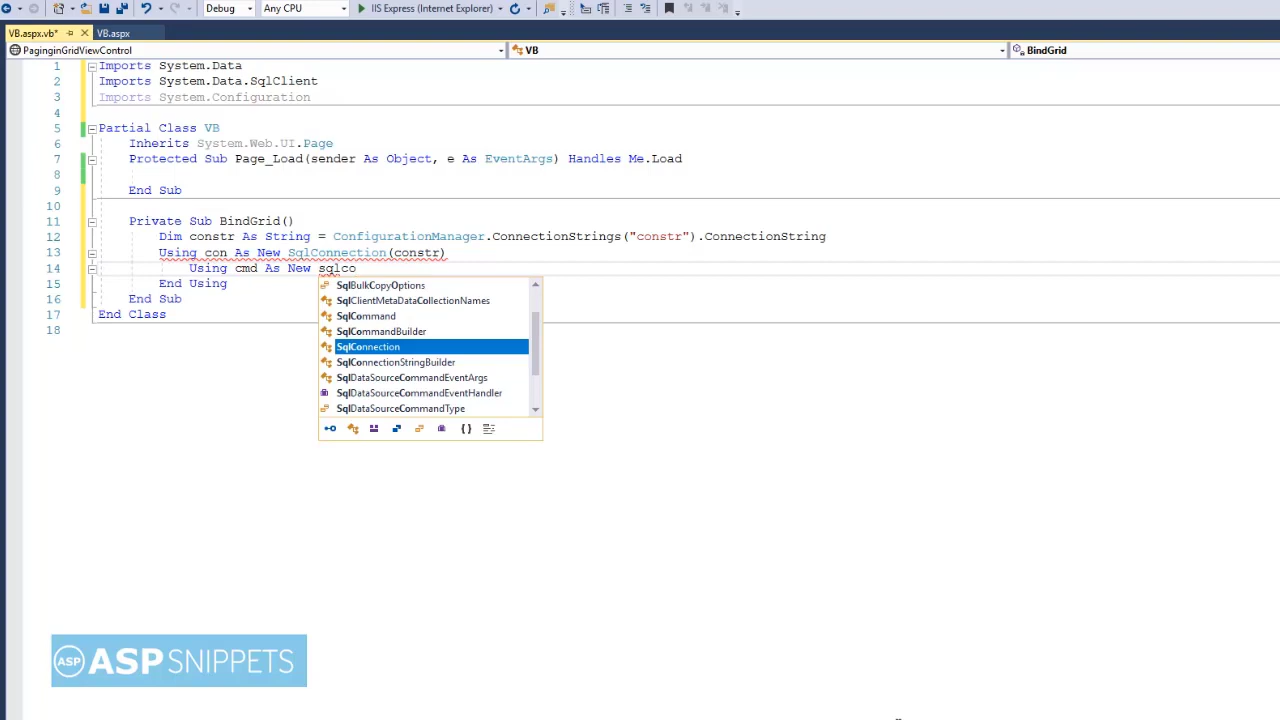 Debug Any CPU IIS Express (Internet Explorer)
VB.aspx.vb* VB.aspx
PaginginGridViewControl VB BindGrid
1 Imports System.Data
2 Imports System.Data.SqlClient
3 Imports System.Configuration
4
5 Partial Class VB
6 Inherits System.Web.UI.Page
7 Protected Sub Page_Load(sender As Object, e As EventArgs) Handles Me.Load
8
9 End Sub
10
11 Private Sub BindGrid()
12 Dim constr As String = ConfigurationManager.ConnectionStrings("constr").ConnectionString
13 Using con As New SqlConnection(constr)
14 Using cmd As New sqlco
15 End Using
16 End Sub
17 End Class
18
SqlBulkCopyOptions
SqlClientMetaDataCollectionNames
SqlCommand
SqlCommandBuilder
SqlConnection
SqlConnectionStringBuilder
SqlDataSourceCommandEventArgs
SqlDataSourceCommandEventHandler
SqlDataSourceCommandType
ASP ASPSNIPPETS